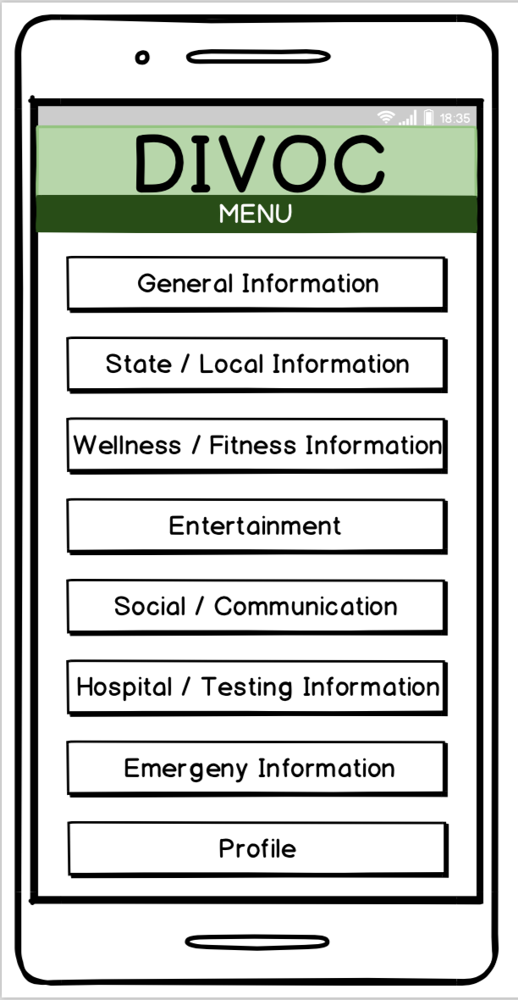 18:35
DIVOC
MENU
General Information
State / Local Information
Wellness / Fitness Information
Entertainment
Social / Communication
Hospital / Testing Information
Emergeny Information
Profile